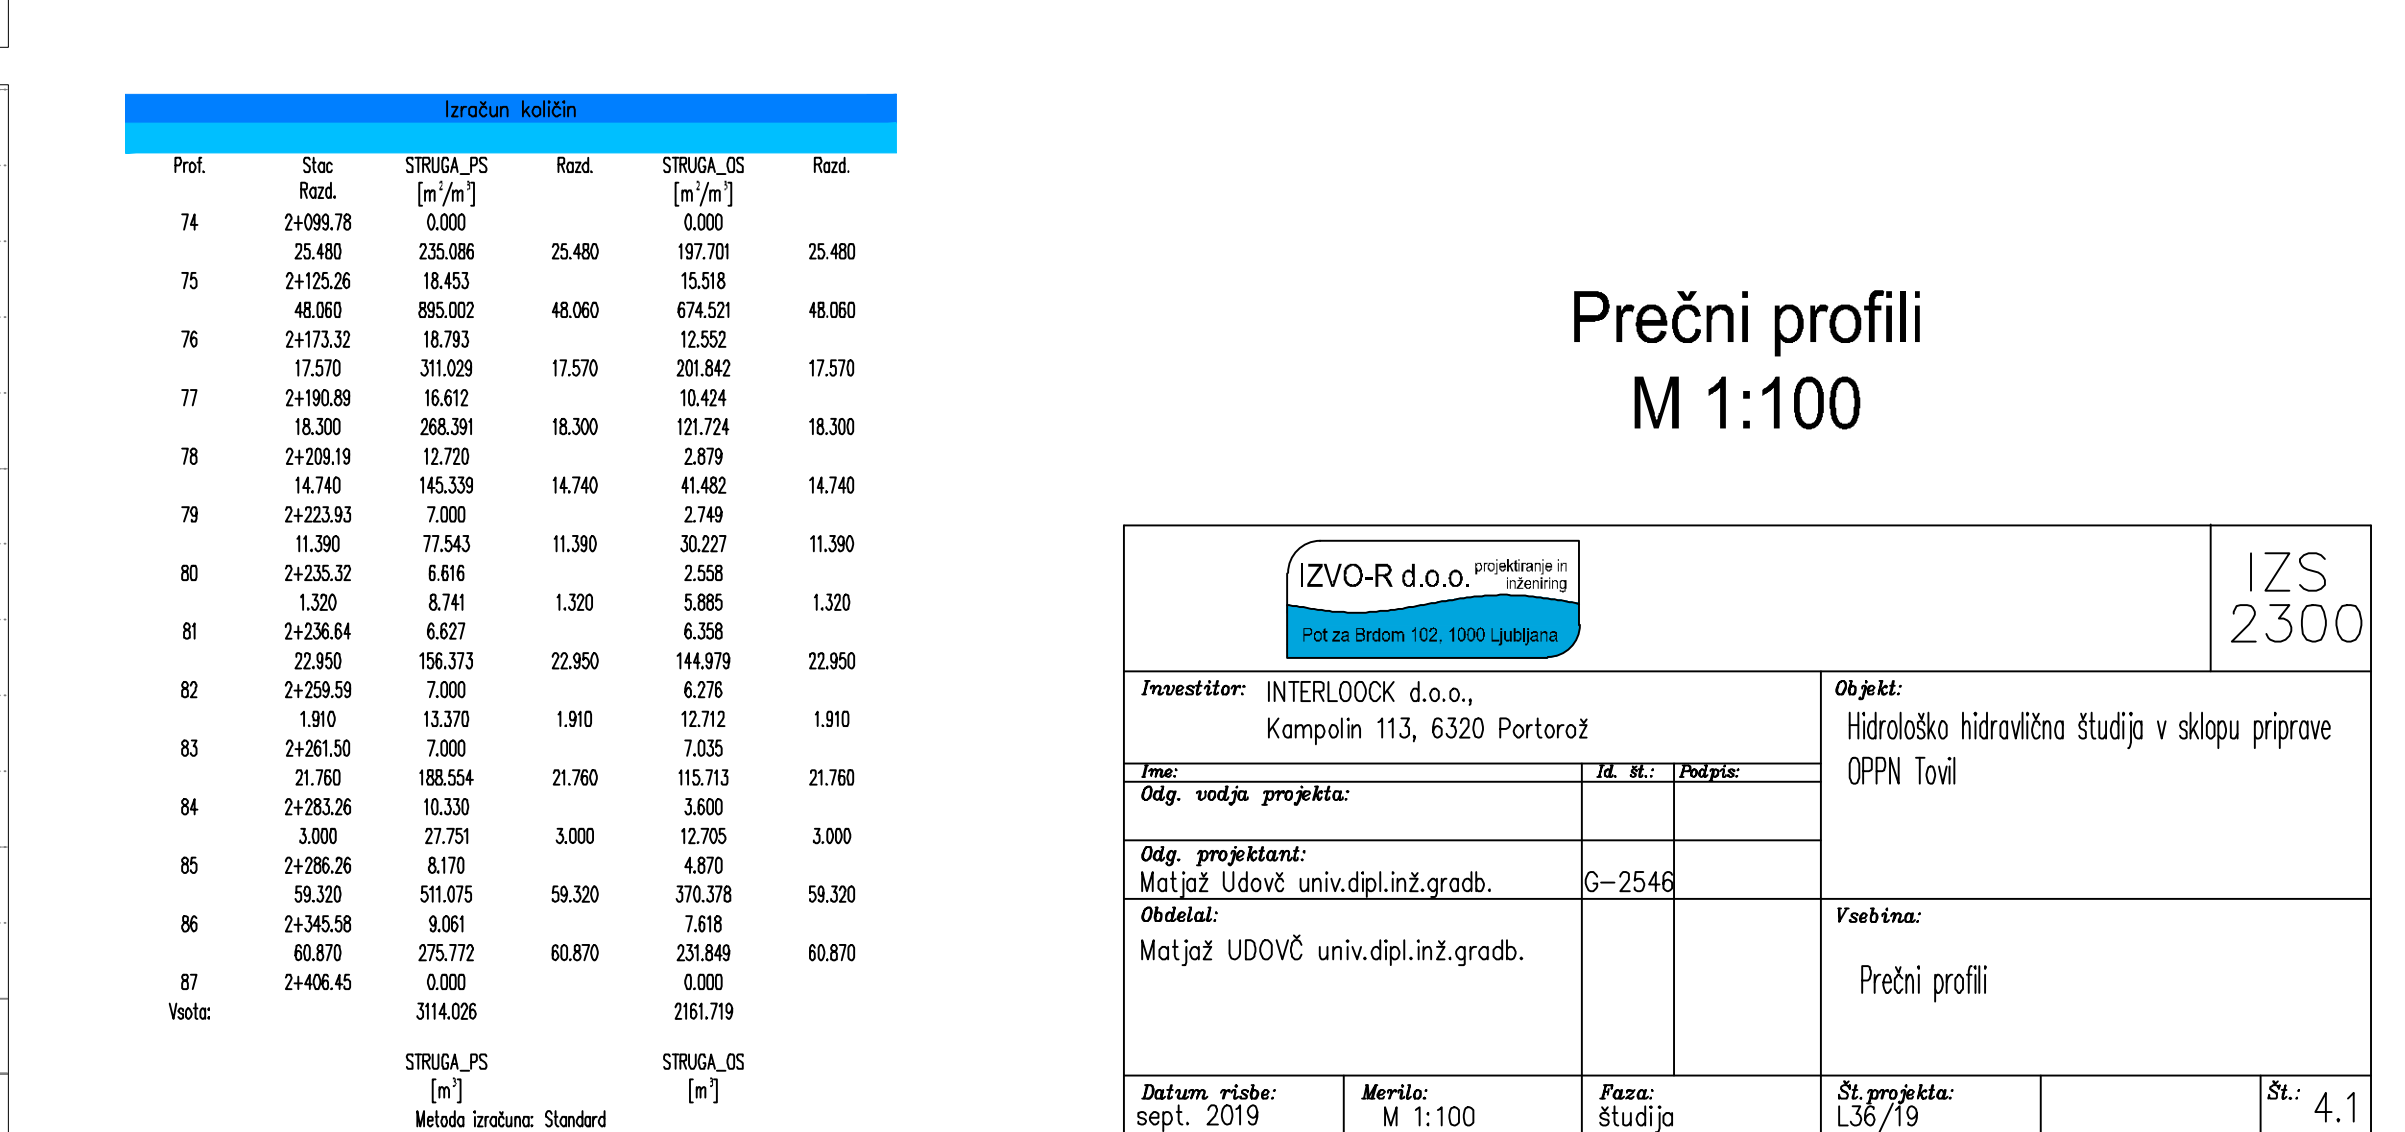 Izračun količin
Prof. Stac STRUGA_PS Razd. STRUGA_OS Razd.
Razd. [m²/m³] [m²/m³]
74 2+099.78 0.000 0.000
25.480 235.086 25.480 197.701 25.480
75 2+125.26 18.453 15.518
48.060 895.002 48.060 674.521 48.060
76 2+173.32 18.793 12.552
17.570 311.029 17.570 201.842 17.570
77 2+190.89 16.612 10.424
18.300 268.391 18.300 121.724 18.300
78 2+209.19 12.720 2.879
14.740 145.339 14.740 41.482 14.740
79 2+223.93 7.000 2.749
11.390 77.543 11.390 30.227 11.390
80 2+235.32 6.616 2.558
1.320 8.741 1.320 5.885 1.320
81 2+236.64 6.627 6.358
22.950 156.373 22.950 144.979 22.950
82 2+259.59 7.000 6.276
1.910 13.370 1.910 12.712 1.910
83 2+261.50 7.000 7.035
21.760 188.554 21.760 115.713 21.760
84 2+283.26 10.330 3.600
3.000 27.751 3.000 12.705 3.000
85 2+286.26 8.170 4.870
59.320 511.075 59.320 370.378 59.320
86 2+345.58 9.061 7.618
60.870 275.772 60.870 231.849 60.870
87 2+406.45 0.000 0.000
Vsota: 3114.026 2161.719
STRUGA_PS STRUGA_OS
[m³] [m³]
Metoda izračuna: Standard
Prečni profili
M 1:100
IZVO-R d.o.o. projektiranje in
inženiring
Pot za Brdom 102, 1000 Ljubljana
IZS
2300
Investitor: INTERLOOCK d.o.o.,
Kampolin 113, 6320 Portorož
Objekt:
Hidrološko hidravlična študija v sklopu priprave
OPPN Tovil
Ime: Id. št.: Podpis:
Odg. vodja projekta:
Odg. projektant:
Matjaž Udovč univ.dipl.inž.gradb. G-2546
Obdelal:
Matjaž UDOVČ univ.dipl.inž.gradb.
Vsebina:
Prečni profili
Datum risbe: Merilo: Faza: Št.projekta: Št.:
sept. 2019 M 1:100 študija L36/19 4.1